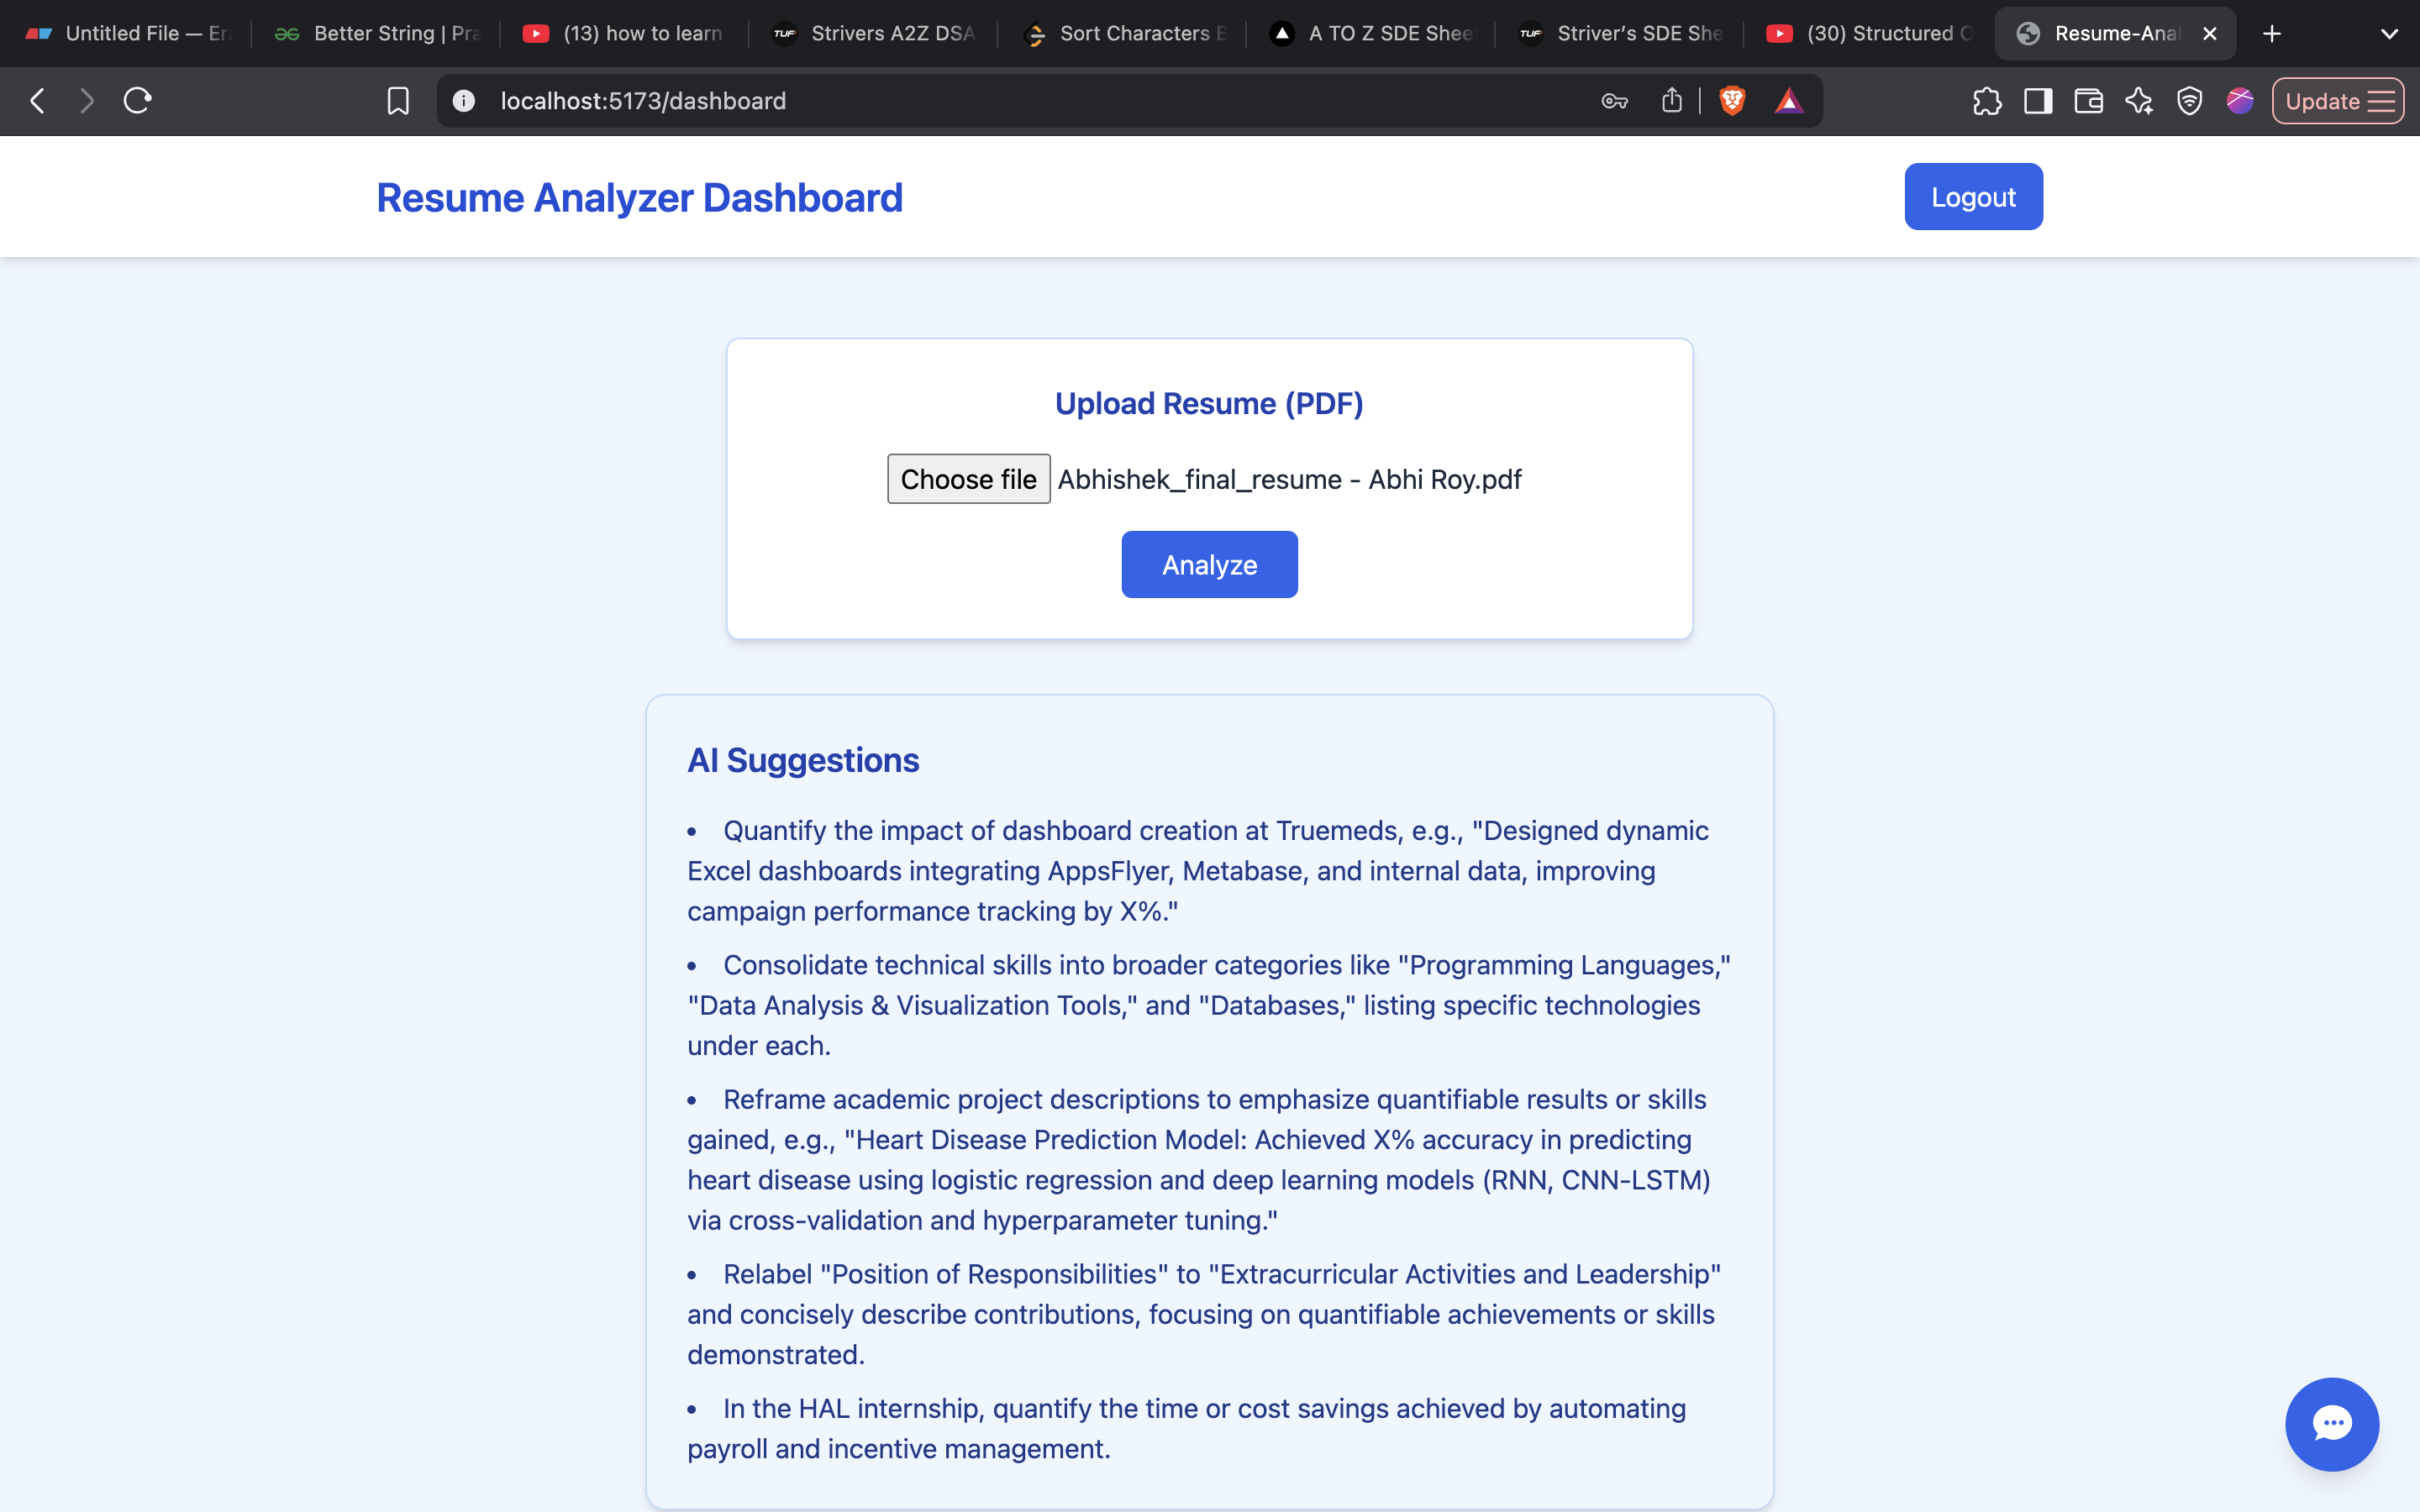 Untitled File — Er
Better String | Pra
(13) how to learn
TUF Strivers A2Z DSA
Sort Characters B
A TO Z SDE Shee
TUF Striver’s SDE She
(30) Structured C
Resume-Anal
localhost:5173/dashboard
Update
Resume Analyzer Dashboard
Logout
Upload Resume (PDF)
Choose file Abhishek_final_resume - Abhi Roy.pdf
Analyze
AI Suggestions
• Quantify the impact of dashboard creation at Truemeds, e.g., "Designed dynamic
Excel dashboards integrating AppsFlyer, Metabase, and internal data, improving
campaign performance tracking by X%."
• Consolidate technical skills into broader categories like "Programming Languages,"
"Data Analysis & Visualization Tools," and "Databases," listing specific technologies
under each.
• Reframe academic project descriptions to emphasize quantifiable results or skills
gained, e.g., "Heart Disease Prediction Model: Achieved X% accuracy in predicting
heart disease using logistic regression and deep learning models (RNN, CNN-LSTM)
via cross-validation and hyperparameter tuning."
• Relabel "Position of Responsibilities" to "Extracurricular Activities and Leadership"
and concisely describe contributions, focusing on quantifiable achievements or skills
demonstrated.
• In the HAL internship, quantify the time or cost savings achieved by automating
payroll and incentive management.